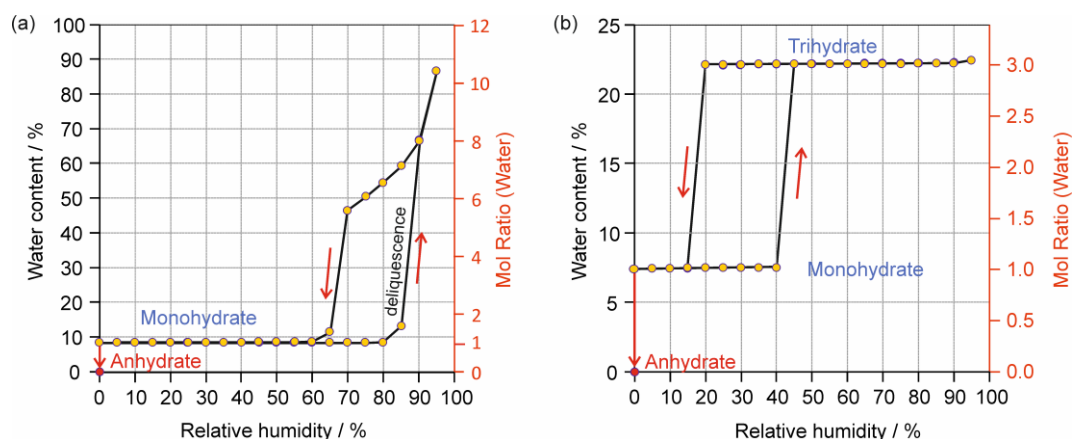 (a)
100
90
80
70
60
50
40
30
20
10
0
Water content / %
Monohydrate
Anhydrate
deliquescence
12
10
8
6
4
2
1
0
Mol Ratio (Water)
0 10 20 30 40 50 60 70 80 90 100
Relative humidity / %
(b)
25
20
15
10
5
0
Water content / %
Trihydrate
Monohydrate
Anhydrate
3.0
2.5
2.0
1.5
1.0
0.5
0.0
Mol Ratio (Water)
0 10 20 30 40 50 60 70 80 90 100
Relative humidity / %